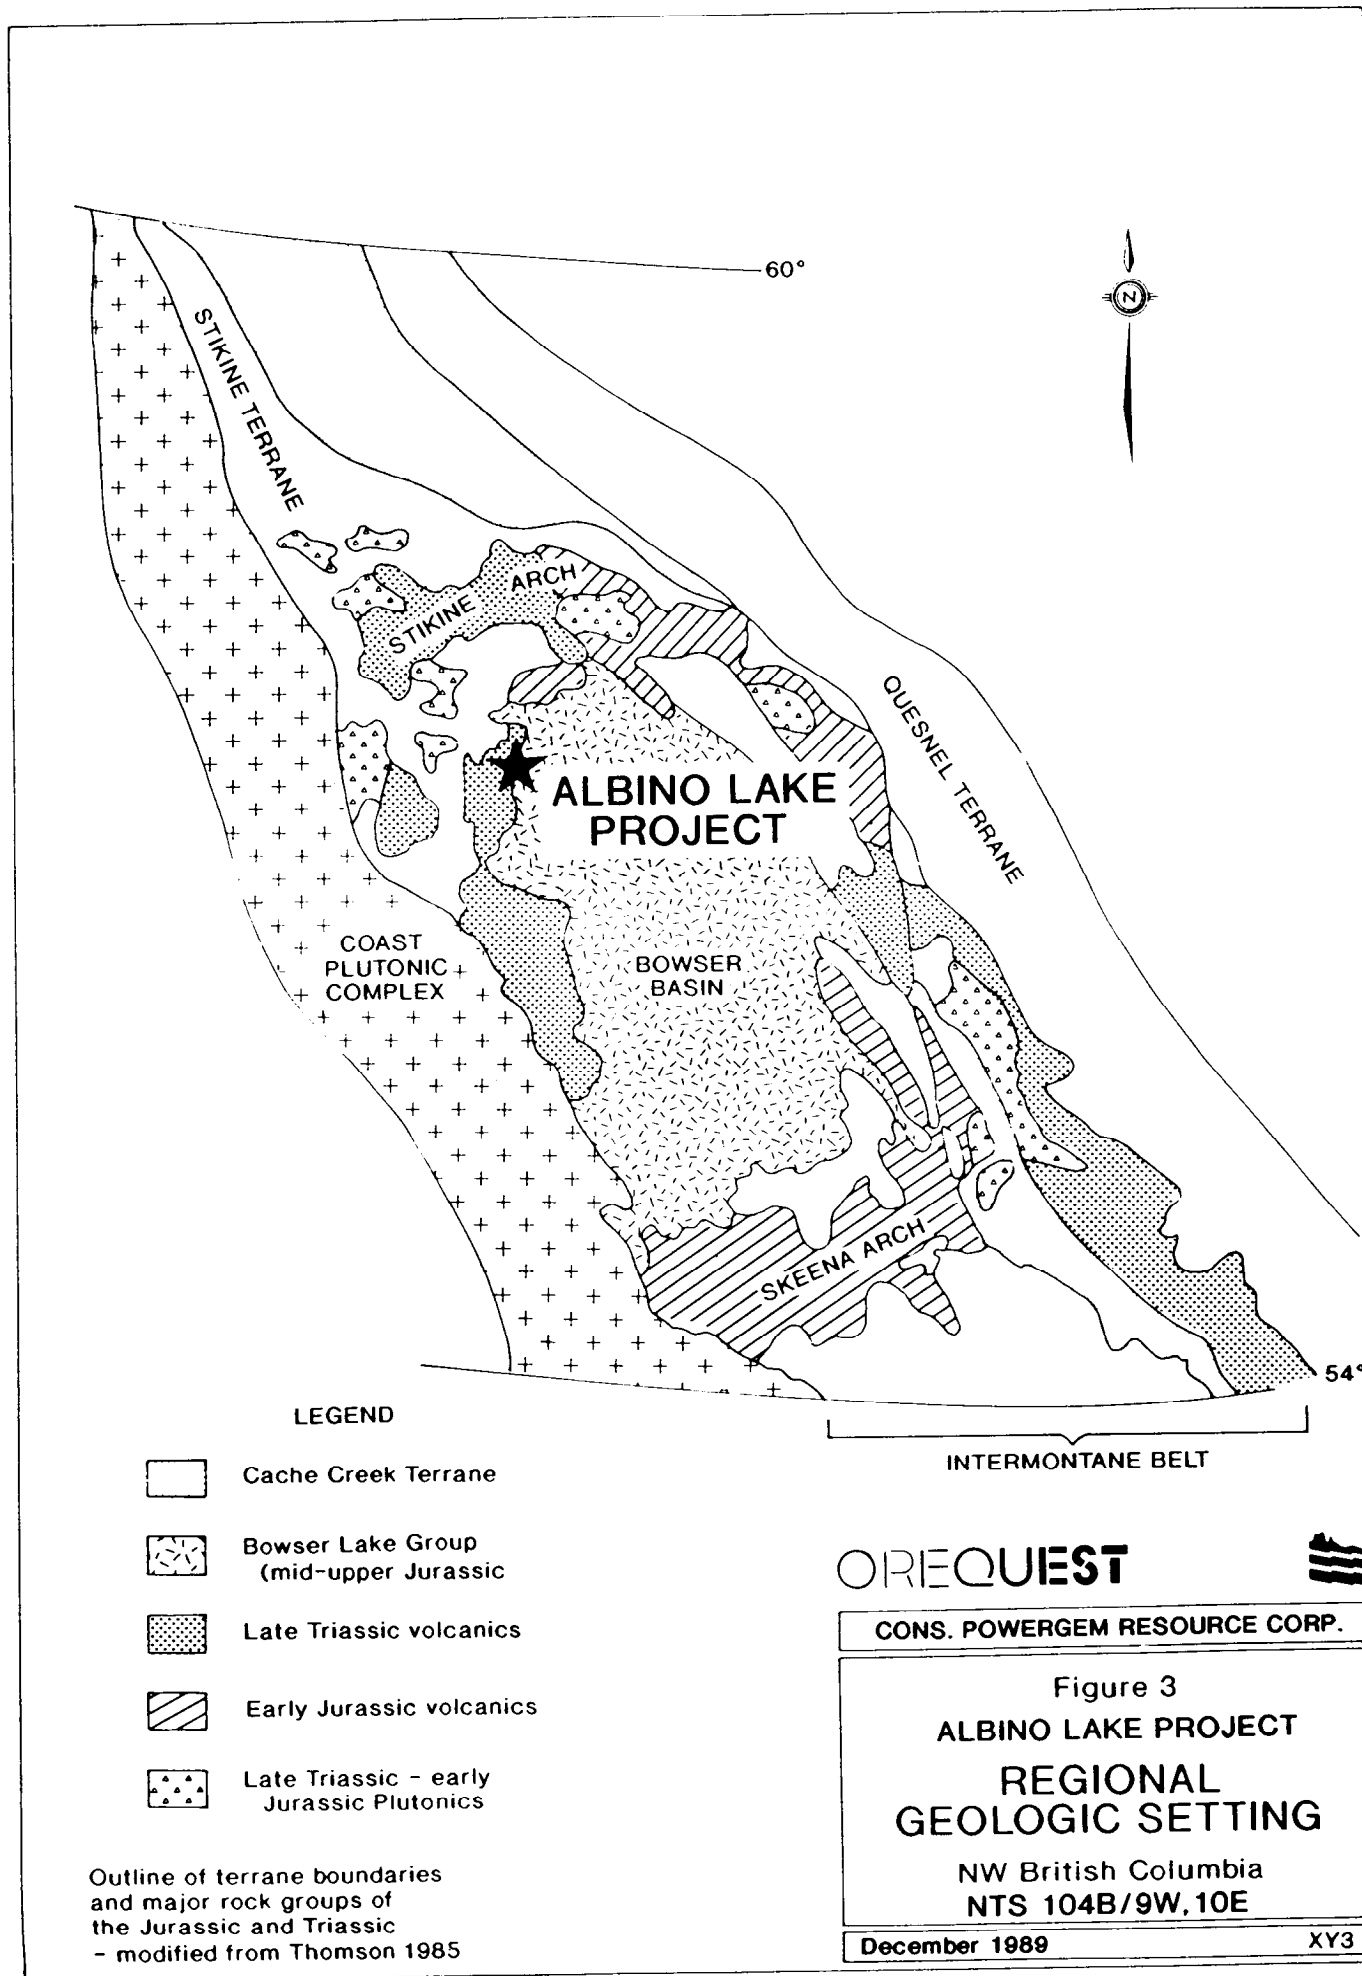 60°
N
STIKINE TERRANE
STIKINE ARCH
QUESNEL TERRANE
ALBINO LAKE
PROJECT
COAST
PLUTONIC
COMPLEX
BOWSER
BASIN
SKEENA ARCH
54°
INTERMONTANE BELT
LEGEND
Cache Creek Terrane
Bowser Lake Group
(mid-upper Jurassic
Late Triassic volcanics
Early Jurassic volcanics
Late Triassic - early
Jurassic Plutonics
Outline of terrane boundaries
and major rock groups of
the Jurassic and Triassic
- modified from Thomson 1985
OREQUEST
CONS. POWERGEM RESOURCE CORP.
Figure 3
ALBINO LAKE PROJECT
REGIONAL
GEOLOGIC SETTING
NW British Columbia
NTS 104B/9W,10E
December 1989 XY3